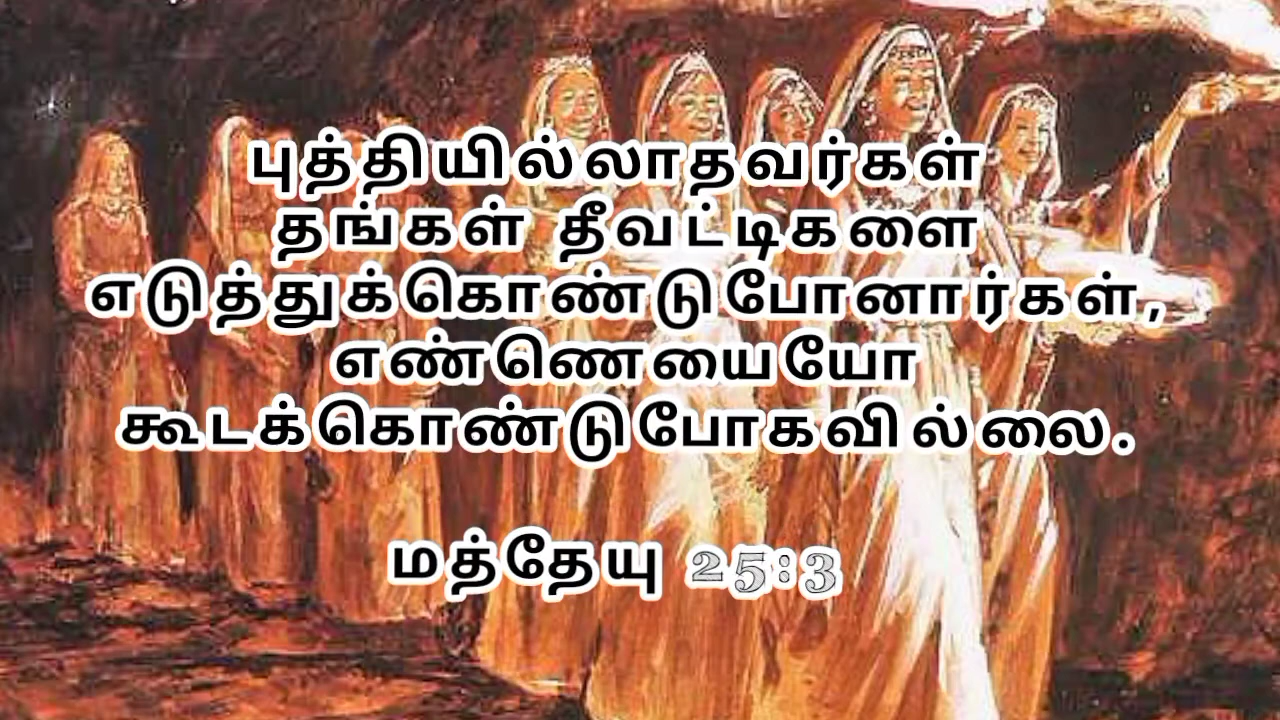 புத்தியில்லாதவர்கள்
தங்கள் தீவட்டிகளை
எடுத்துக்கொண்டுபோனார்கள்,
எண்ணெயையோ
கூடக்கொண்டுபோகவில்லை.
மத்தேயு 25:3